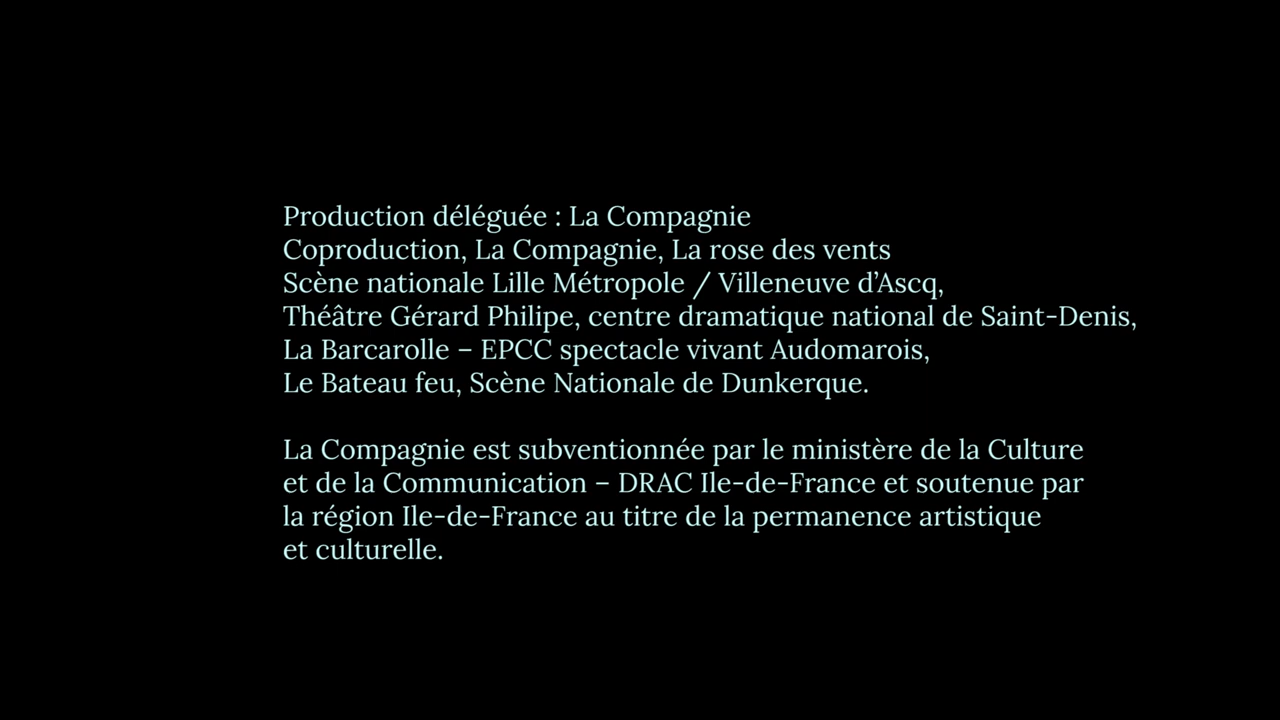 Production déléguée : La Compagnie
Coproduction, La Compagnie, La rose des vents
Scène nationale Lille Métropole / Villeneuve d’Ascq,
Théâtre Gérard Philipe, centre dramatique national de Saint-Denis,
La Barcarolle – EPCC spectacle vivant Audomarois,
Le Bateau feu, Scène Nationale de Dunkerque.

La Compagnie est subventionnée par le ministère de la Culture
et de la Communication – DRAC Ile-de-France et soutenue par
la région Ile-de-France au titre de la permanence artistique
et culturelle.